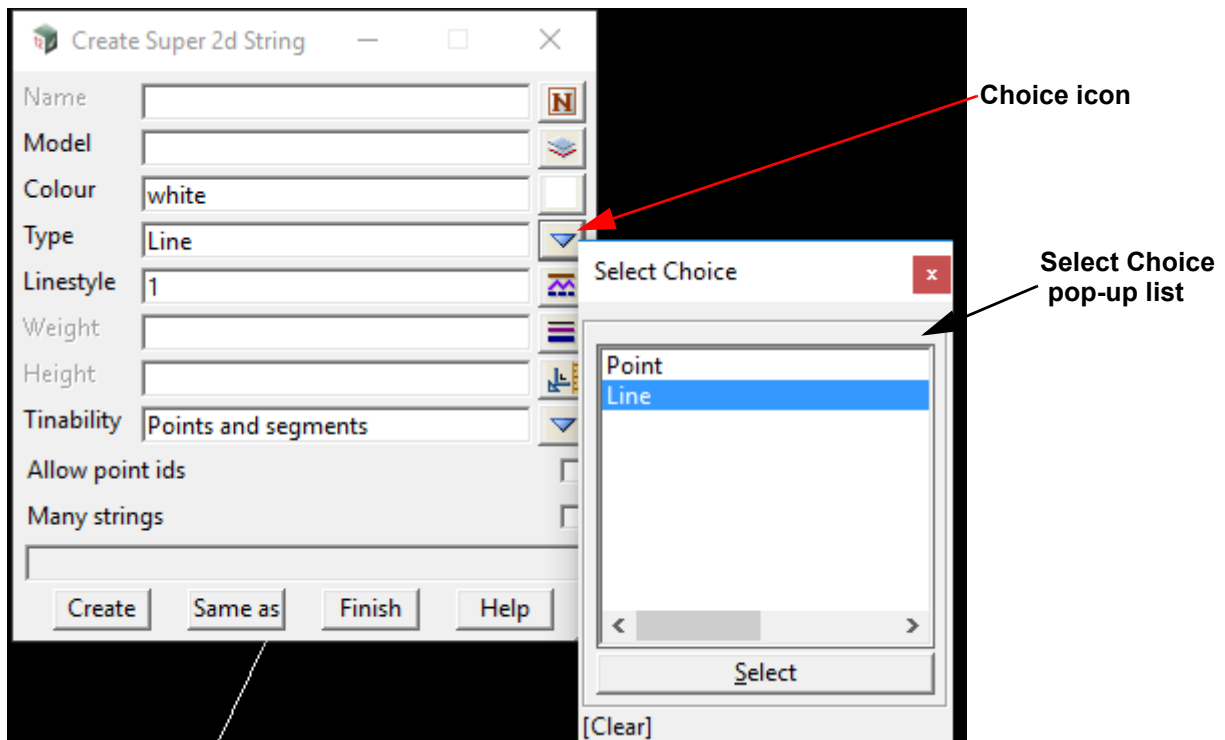 Create Super 2d String
Name
Model
Colour white
Type Line
Linestyle 1
Weight
Height
Tinability Points and segments
Allow point ids
Many strings
Create Same as Finish Help
Choice icon
Select Choice
x
Point
Line
Select
[Clear]
Select Choice
pop-up list
N
12